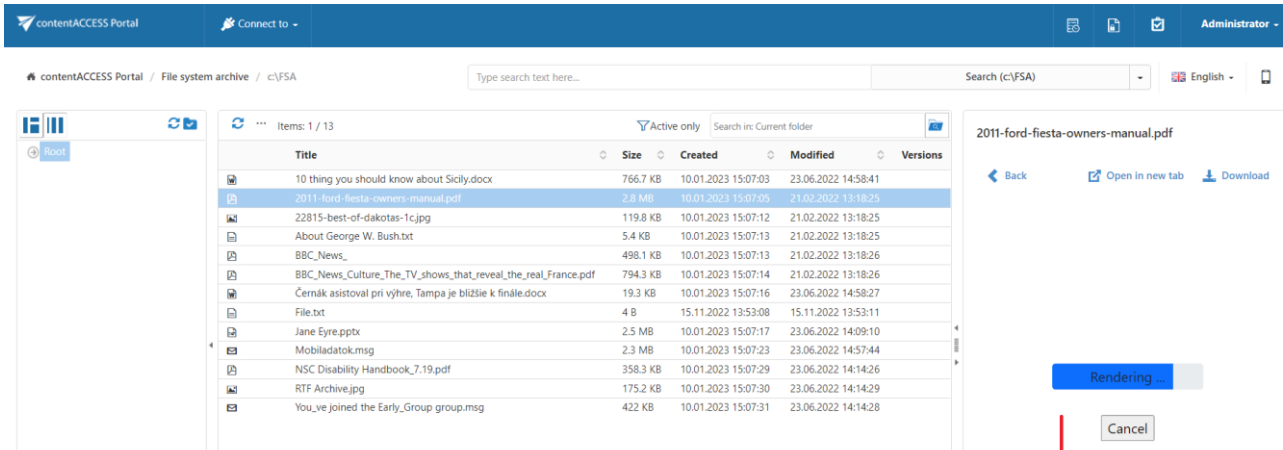 contentACCESS Portal Connect to Administrator
contentACCESS Portal / File system archive / c:\FSA Type search text here... Search (c:\FSA) English
Items: 1 / 13 Active only Search in: Current folder
Root
Title Size Created Modified Versions
10 thing you should know about Sicily.docx 766.7 KB 10.01.2023 15:07:03 23.06.2022 14:58:41
2011-ford-fiesta-owners-manual.pdf 2.8 MB 10.01.2023 15:07:05 21.02.2022 13:18:25
22815-best-of-dakotas-1c.jpg 119.8 KB 10.01.2023 15:07:12 21.02.2022 13:18:25
About George W. Bush.txt 5.4 KB 10.01.2023 15:07:13 21.02.2022 13:18:25
BBC_News_ 498.1 KB 10.01.2023 15:07:13 21.02.2022 13:18:26
BBC_News_Culture_The_TV_shows_that_reveal_the_real_France.pdf 794.3 KB 10.01.2023 15:07:14 21.02.2022 13:18:26
Černák asistoval pri výhre, Tampa je bližšie k finále.docx 19.3 KB 10.01.2023 15:07:16 23.06.2022 14:58:27
File.txt 4 B 15.11.2022 13:53:08 15.11.2022 13:53:11
Jane Eyre.pptx 2.5 MB 10.01.2023 15:07:17 23.06.2022 14:09:10
Mobiladatok.msg 2.3 MB 10.01.2023 15:07:23 23.06.2022 14:57:44
NSC Disability Handbook_7.19.pdf 358.3 KB 10.01.2023 15:07:29 23.06.2022 14:14:26
RTF Archive.jpg 175.2 KB 10.01.2023 15:07:30 23.06.2022 14:14:29
You_ve joined the Early_Group group.msg 422 KB 10.01.2023 15:07:31 23.06.2022 14:14:28
2011-ford-fiesta-owners-manual.pdf
Back Open in new tab Download
Rendering ...
Cancel